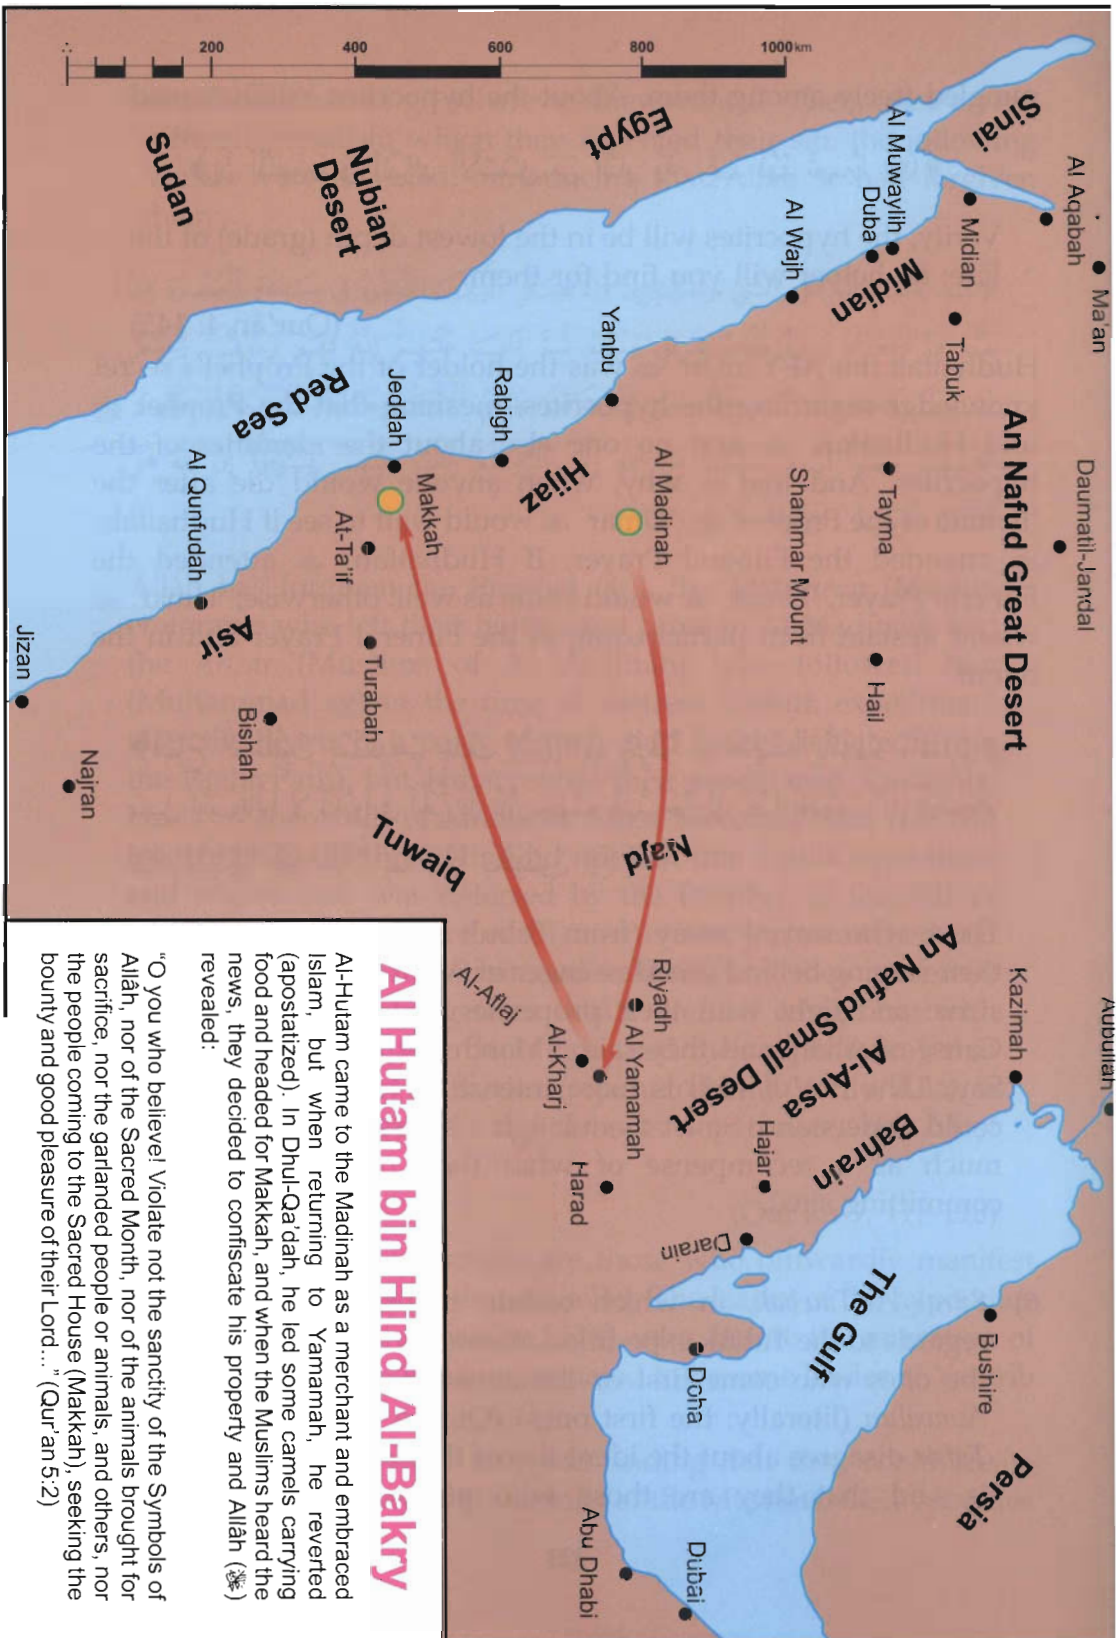 Ma'an
Aubullah
Al Aqabah
Daumatil-Jandal
Sinai
An Nafud Great Desert
Kazimah
Persia
Midian
Tabuk
Bushire
Al Muwaylih
Duba
Midian
Tayma
Hail
An Nafud Small Desert
Al-Ahsa
Bahrain
The Gulf
Al Wajh
Shammar Mount
Hajar
Darain
1000km
800
600
400
200
Egypt
Yanbu
Al Madinah
Najd
Riyadh
Al Yamamah
Doha
Dubai
Rabigh
Hijaz
Al-Kharj
Harad
Abu Dhabi
Nubian
Desert
Red Sea
Jeddah
Makkah
At-Ta'if
Turabah
Tuwaiq
Al-Aflaj
Sudan
Al Qunfudah
Asir
Bishah
Jizan
Najran
Al Hutam bin Hind Al-Bakry
Al-Hutam came to the Madinah as a merchant and embraced
Islam, but when returning to Yamamah, he reverted
(apostatized). In Dhul-Qa'dah, he led some camels carrying
food and headed for Makkah, and when the Muslims heard the
news, they decided to confiscate his property and Allâh (ﷻ)
revealed:
"O you who believe! Violate not the sanctity of the Symbols of
Allâh, nor of the Sacred Month, nor of the animals brought for
sacrifice, nor the garlanded people or animals, and others, nor
the people coming to the Sacred House (Makkah), seeking the
bounty and good pleasure of their Lord..." (Qur'an 5:2)